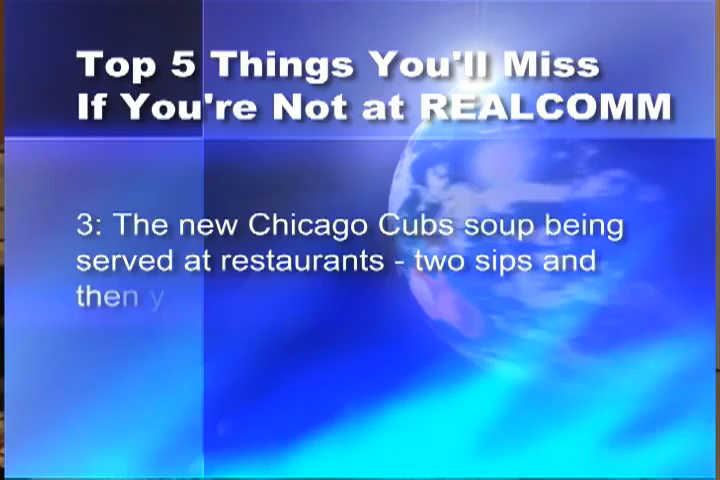 Top 5 Things You'll Miss
If You're Not at REALCOMM
3: The new Chicago Cubs soup being
served at restaurants - two sips and
then y